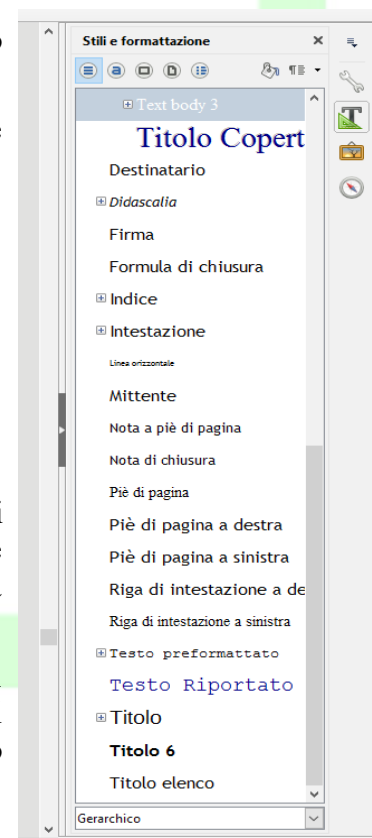 Stili e formattazione
Text body 3
Titolo Copert
Destinatario
Didascalia
Firma
Formula di chiusura
Indice
Intestazione
Linea orizzontale
Mittente
Nota a piè di pagina
Nota di chiusura
Piè di pagina
Piè di pagina a destra
Piè di pagina a sinistra
Riga di intestazione a de
Riga di intestazione a sinistra
Testo preformattato
Testo Riportato
Titolo
Titolo 6
Titolo elenco
Gerarchico